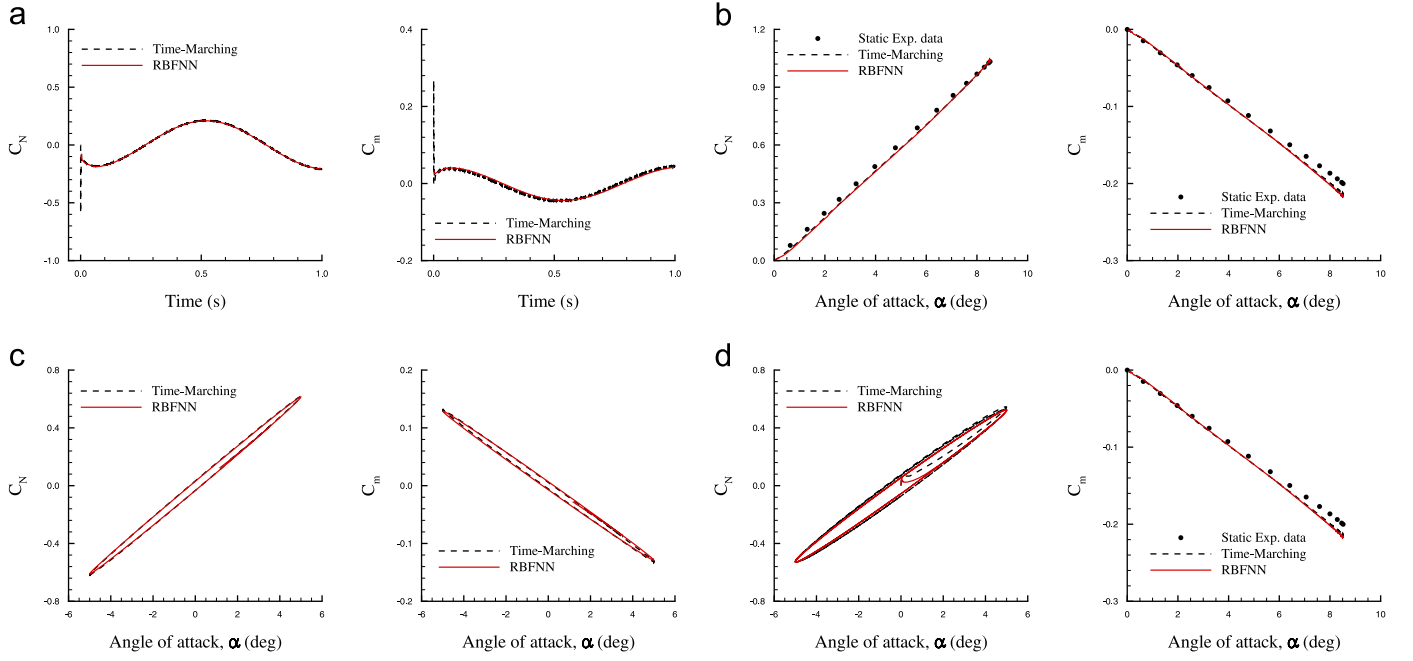 a
C_N
1.0
0.5
0.0
-0.5
-1.0
Time-Marching
RBFNN
0.0
0.5
1.0
Time (s)
C_m
0.4
0.2
0.0
-0.2
Time-Marching
RBFNN
0.0
0.5
1.0
Time (s)
b
C_N
1.2
0.9
0.6
0.3
0.0
Static Exp. data
Time-Marching
RBFNN
0
2
4
6
8
10
Angle of attack, α (deg)
C_m
0.0
-0.1
-0.2
-0.3
Static Exp. data
Time-Marching
RBFNN
0
2
4
6
8
10
Angle of attack, α (deg)
c
C_N
0.8
0.4
0.0
-0.4
-0.8
Time-Marching
RBFNN
-6
-4
-2
0
2
4
6
Angle of attack, α (deg)
C_m
0.2
0.1
0.0
-0.1
-0.2
Time-Marching
RBFNN
-6
-4
-2
0
2
4
6
Angle of attack, α (deg)
d
C_N
0.8
0.4
0.0
-0.4
-0.8
Time-Marching
RBFNN
-6
-4
-2
0
2
4
6
Angle of attack, α (deg)
C_m
0.0
-0.1
-0.2
-0.3
Static Exp. data
Time-Marching
RBFNN
0
2
4
6
8
10
Angle of attack, α (deg)